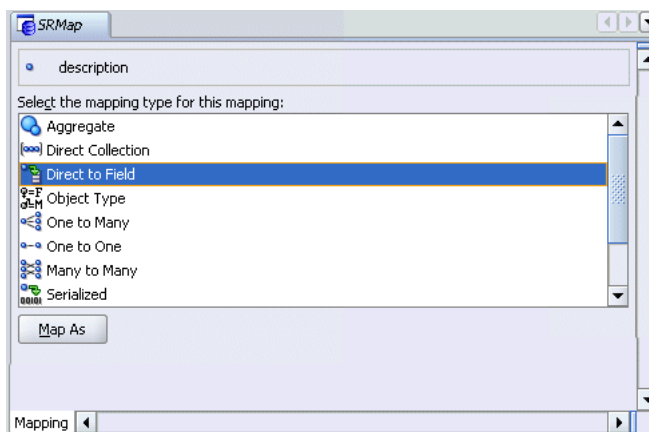 SRMap
description
Select the mapping type for this mapping:
Aggregate
Direct Collection
Direct to Field
Object Type
One to Many
One to One
Many to Many
Serialized
Map As
Mapping